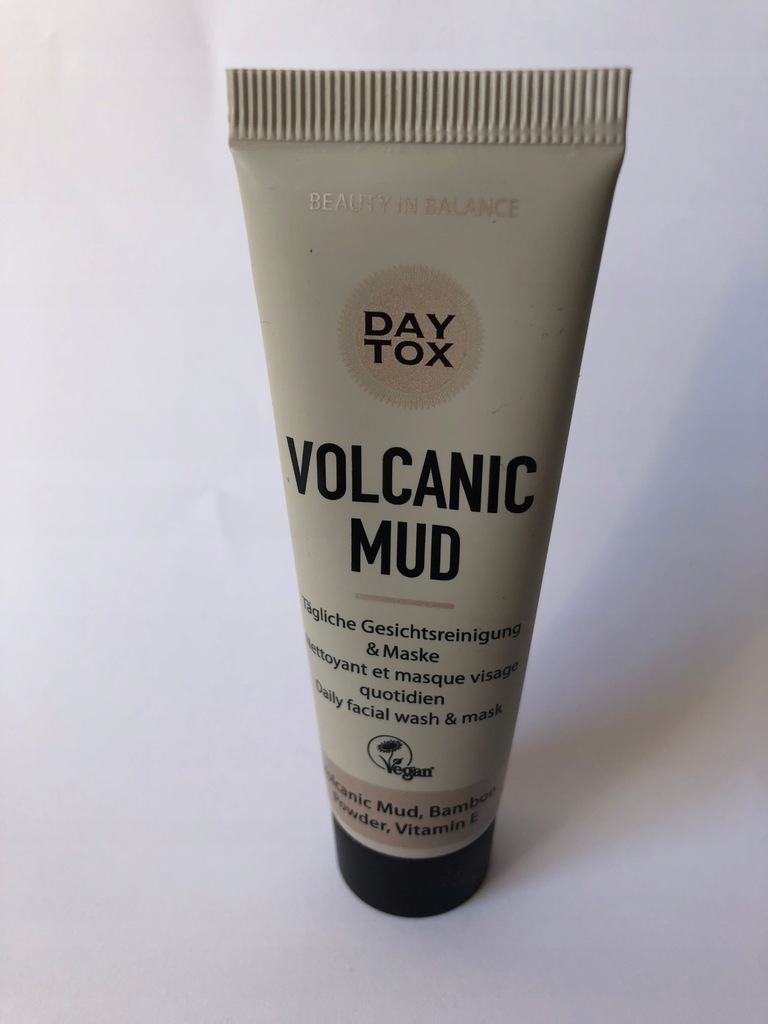 BEAUTY IN BALANCE
DAY
TOX
VOLCANIC
MUD
Tägliche Gesichtsreinigung
& Maske
Nettoyant et masque visage
quotidien
Daily facial wash & mask
Vegan
Volcanic Mud, Bamboo
Powder, Vitamin E